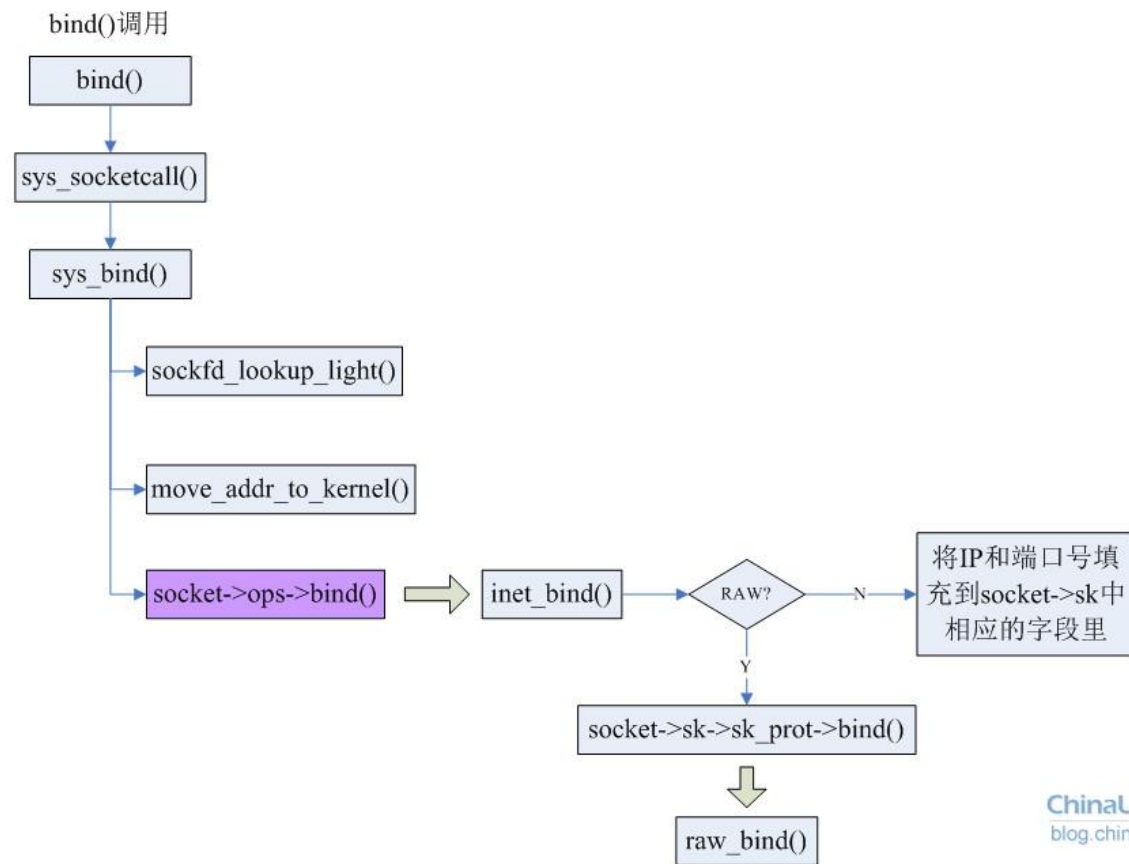 bind()调用
bind()
sys_socketcall()
sys_bind()
sockfd_lookup_light()
move_addr_to_kernel()
socket->ops->bind()
inet_bind()
RAW?
N
将IP和端口号填
充到socket->sk中
相应的字段里
Y
socket->sk->sk_prot->bind()
raw_bind()